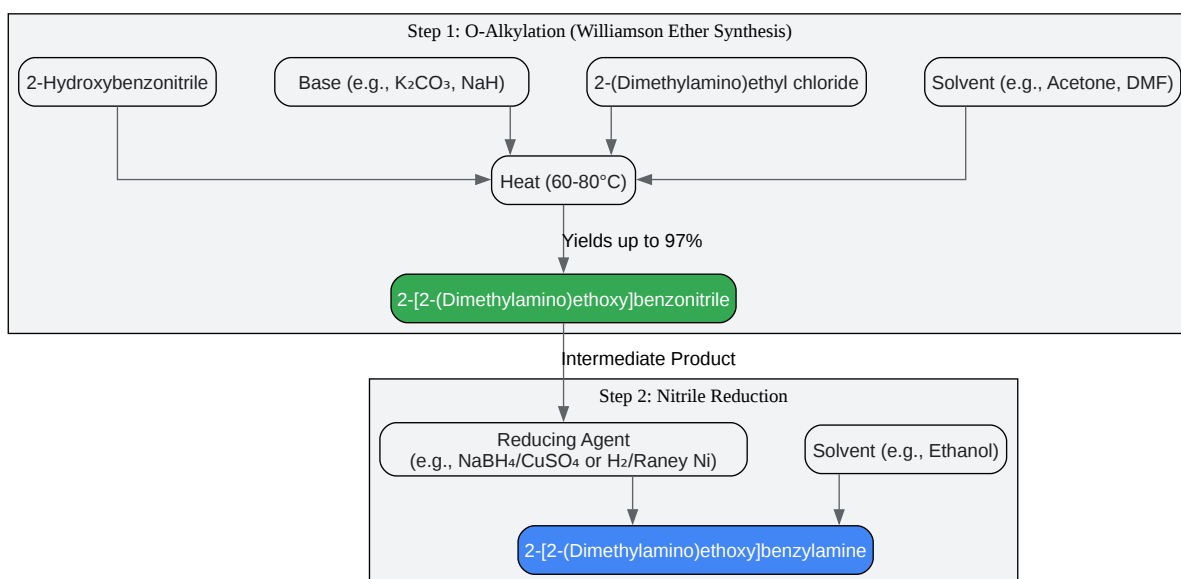 Step 1: O-Alkylation (Williamson Ether Synthesis)
2-Hydroxybenzonitrile
Base (e.g., K₂CO₃, NaH)
2-(Dimethylamino)ethyl chloride
Solvent (e.g., Acetone, DMF)
Heat (60-80°C)
Yields up to 97%
2-[2-(Dimethylamino)ethoxy]benzonitrile
Intermediate Product
Step 2: Nitrile Reduction
Reducing Agent
(e.g., NaBH₄/CuSO₄ or H₂/Raney Ni)
Solvent (e.g., Ethanol)
2-[2-(Dimethylamino)ethoxy]benzylamine